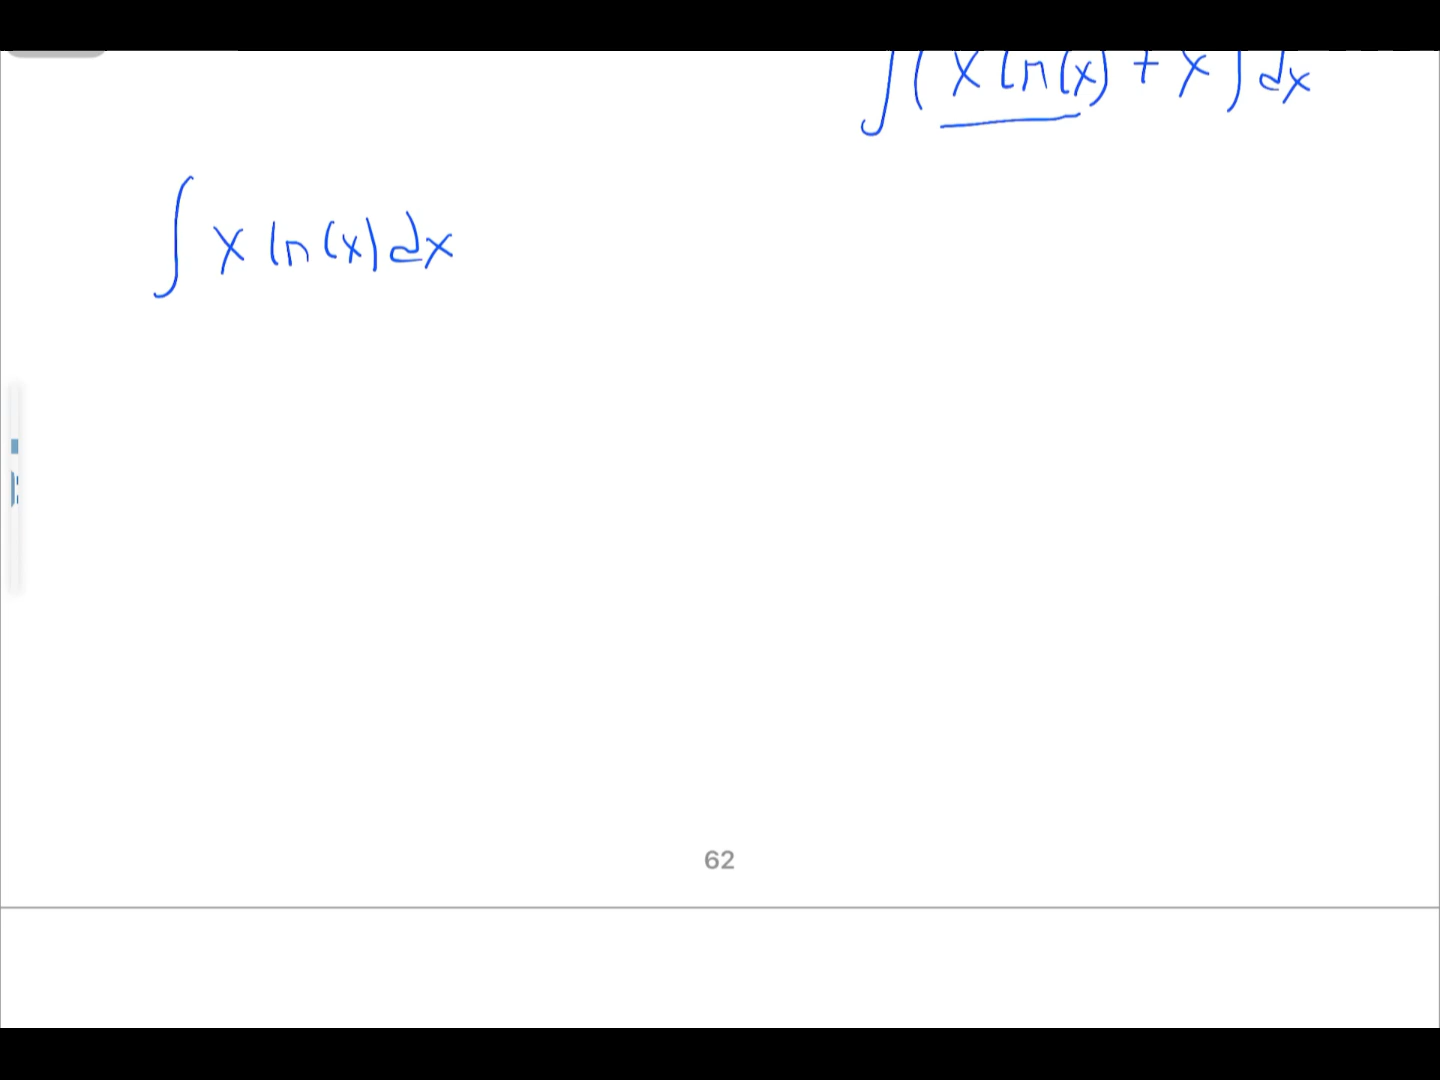 ∫(x ln(x) + x) dx
∫ x ln(x) dx
62